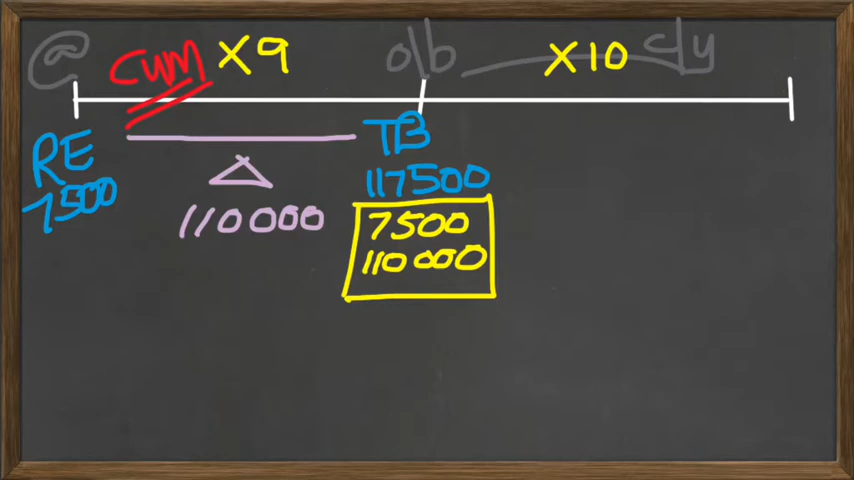 @ CUM X9 o/b X10 c/y
RE TB
7500 117500
Δ
110000 7500
110000